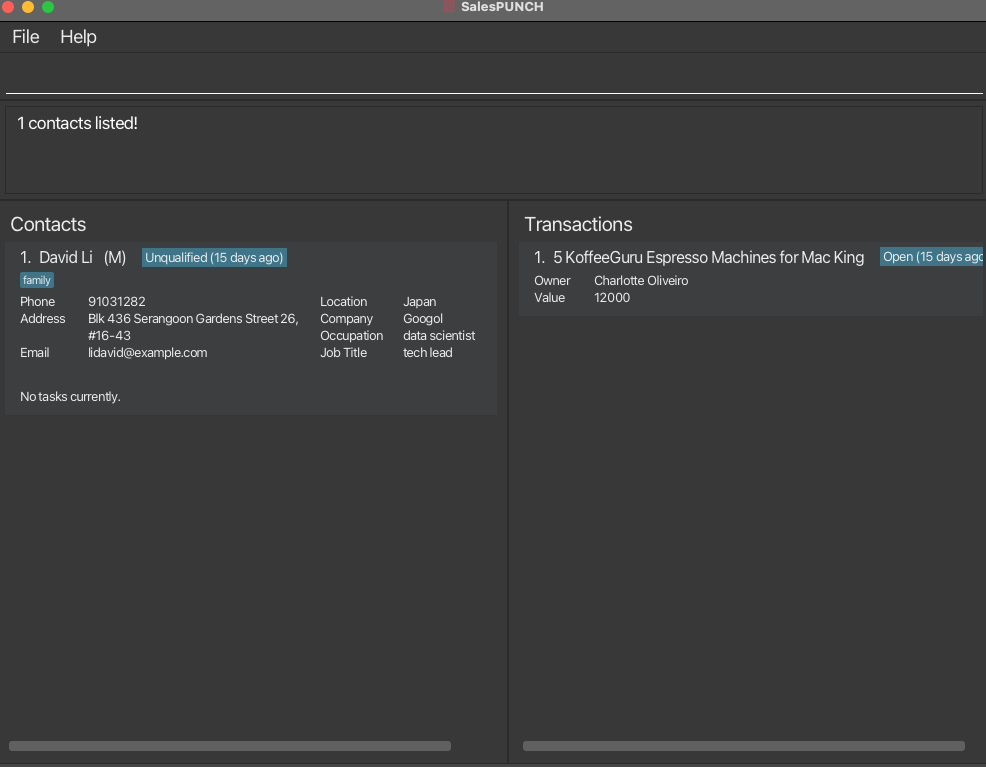 SalesPUNCH
File Help
1 contacts listed!
Contacts
1. David Li (M) Unqualified (15 days ago)
family
Phone 91031282 Location Japan
Address Blk 436 Serangoon Gardens Street 26, Company Googol
#16-43 Occupation data scientist
Email lidavid@example.com Job Title tech lead
No tasks currently.
Transactions
1. 5 KoffeeGuru Espresso Machines for Mac King Open (15 days ago
Owner Charlotte Oliveiro
Value 12000